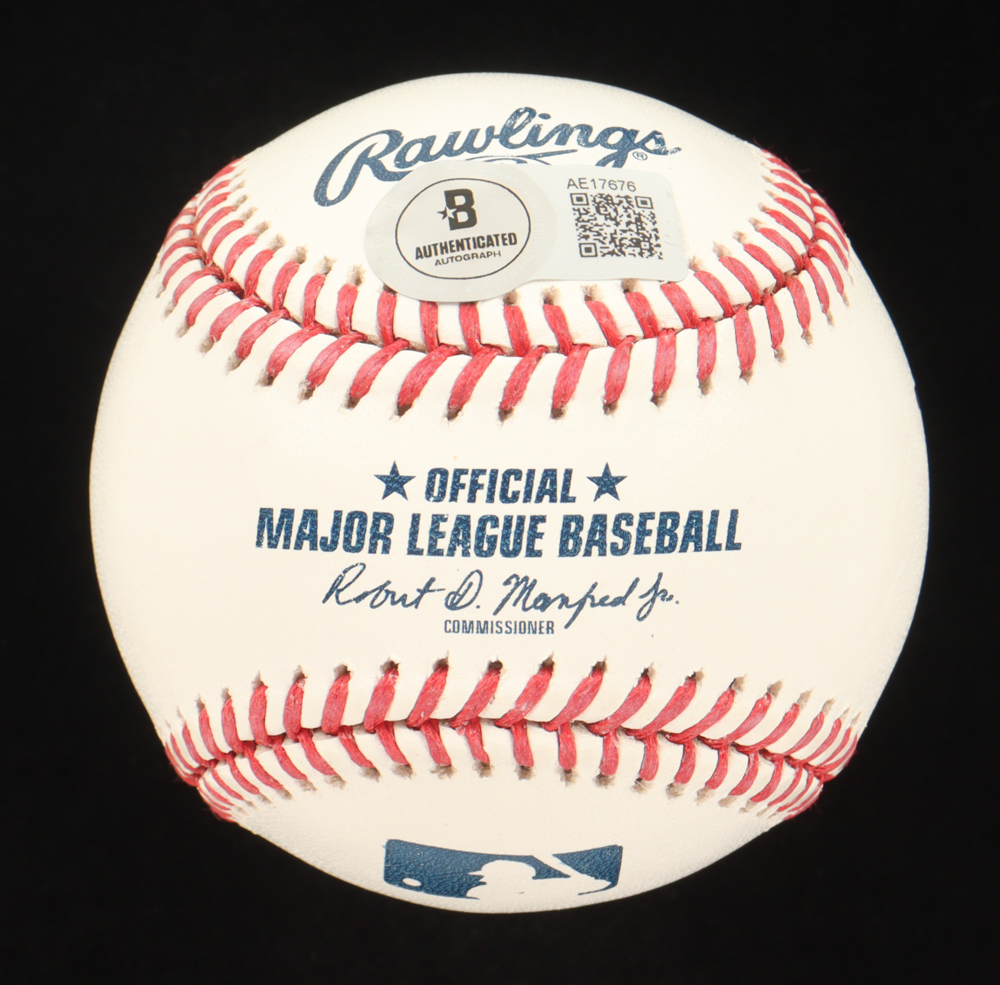 Rawlings®
AE17676
B
AUTHENTICATED
AUTOGRAPH
★ OFFICIAL ★
MAJOR LEAGUE BASEBALL
Robert D. Manfred Jr.
COMMISSIONER